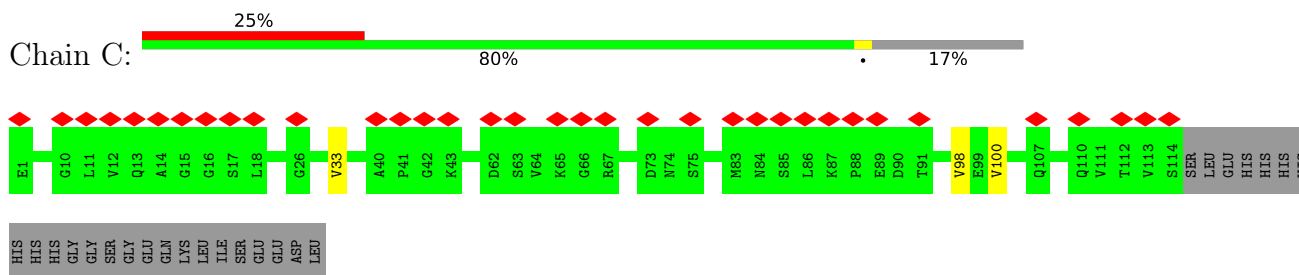 25%
Chain C:
80%
•
17%
E1 G10 L11 V12 Q13 A14 G15 G16 S17 L18 G26 V33 A40 P41 G42 K43 D62 S63 V64 K65 G66 R67 D73 N74 S75 M83 N84 S85 L86 K87 P88 E89 D90 T91 V98 E99 V100 Q107 Q110 V111 T112 V113 S114 SER LEU GLU HIS HIS HIS
HIS HIS HIS GLY GLY SER GLY GLU GLN LYS LEU ILE SER GLU GLU ASP LEU